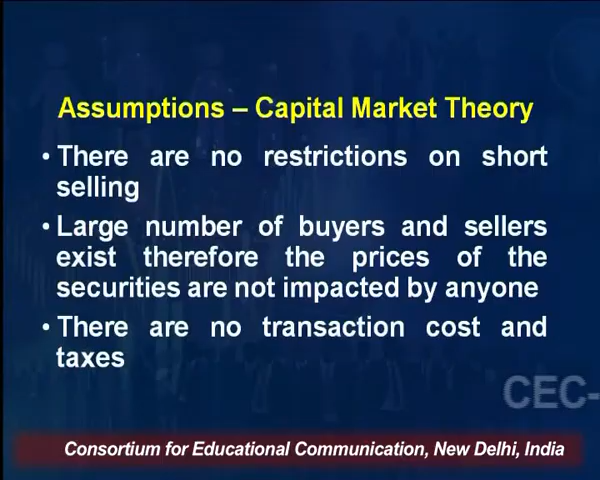 Assumptions – Capital Market Theory
• There are no restrictions on short
selling
• Large number of buyers and sellers
exist therefore the prices of the
securities are not impacted by anyone
• There are no transaction cost and
taxes
CEC-
Consortium for Educational Communication, New Delhi, India